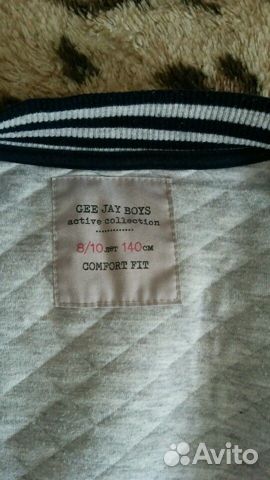 GEE JAY BOYS
active collection
8/10 лет 140 см
COMFORT FIT
Avito